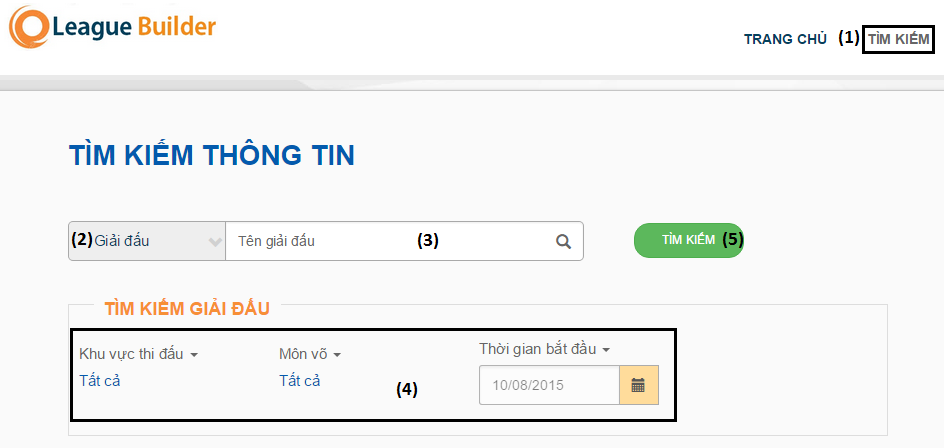 League Builder
TRANG CHỦ (1) TÌM KIẾM
TÌM KIẾM THÔNG TIN
(2) Giải đấu Tên giải đấu (3) TÌM KIẾM (5)
TÌM KIẾM GIẢI ĐẤU
Khu vực thi đấu Môn võ Thời gian bắt đầu
Tất cả Tất cả (4) 10/08/2015